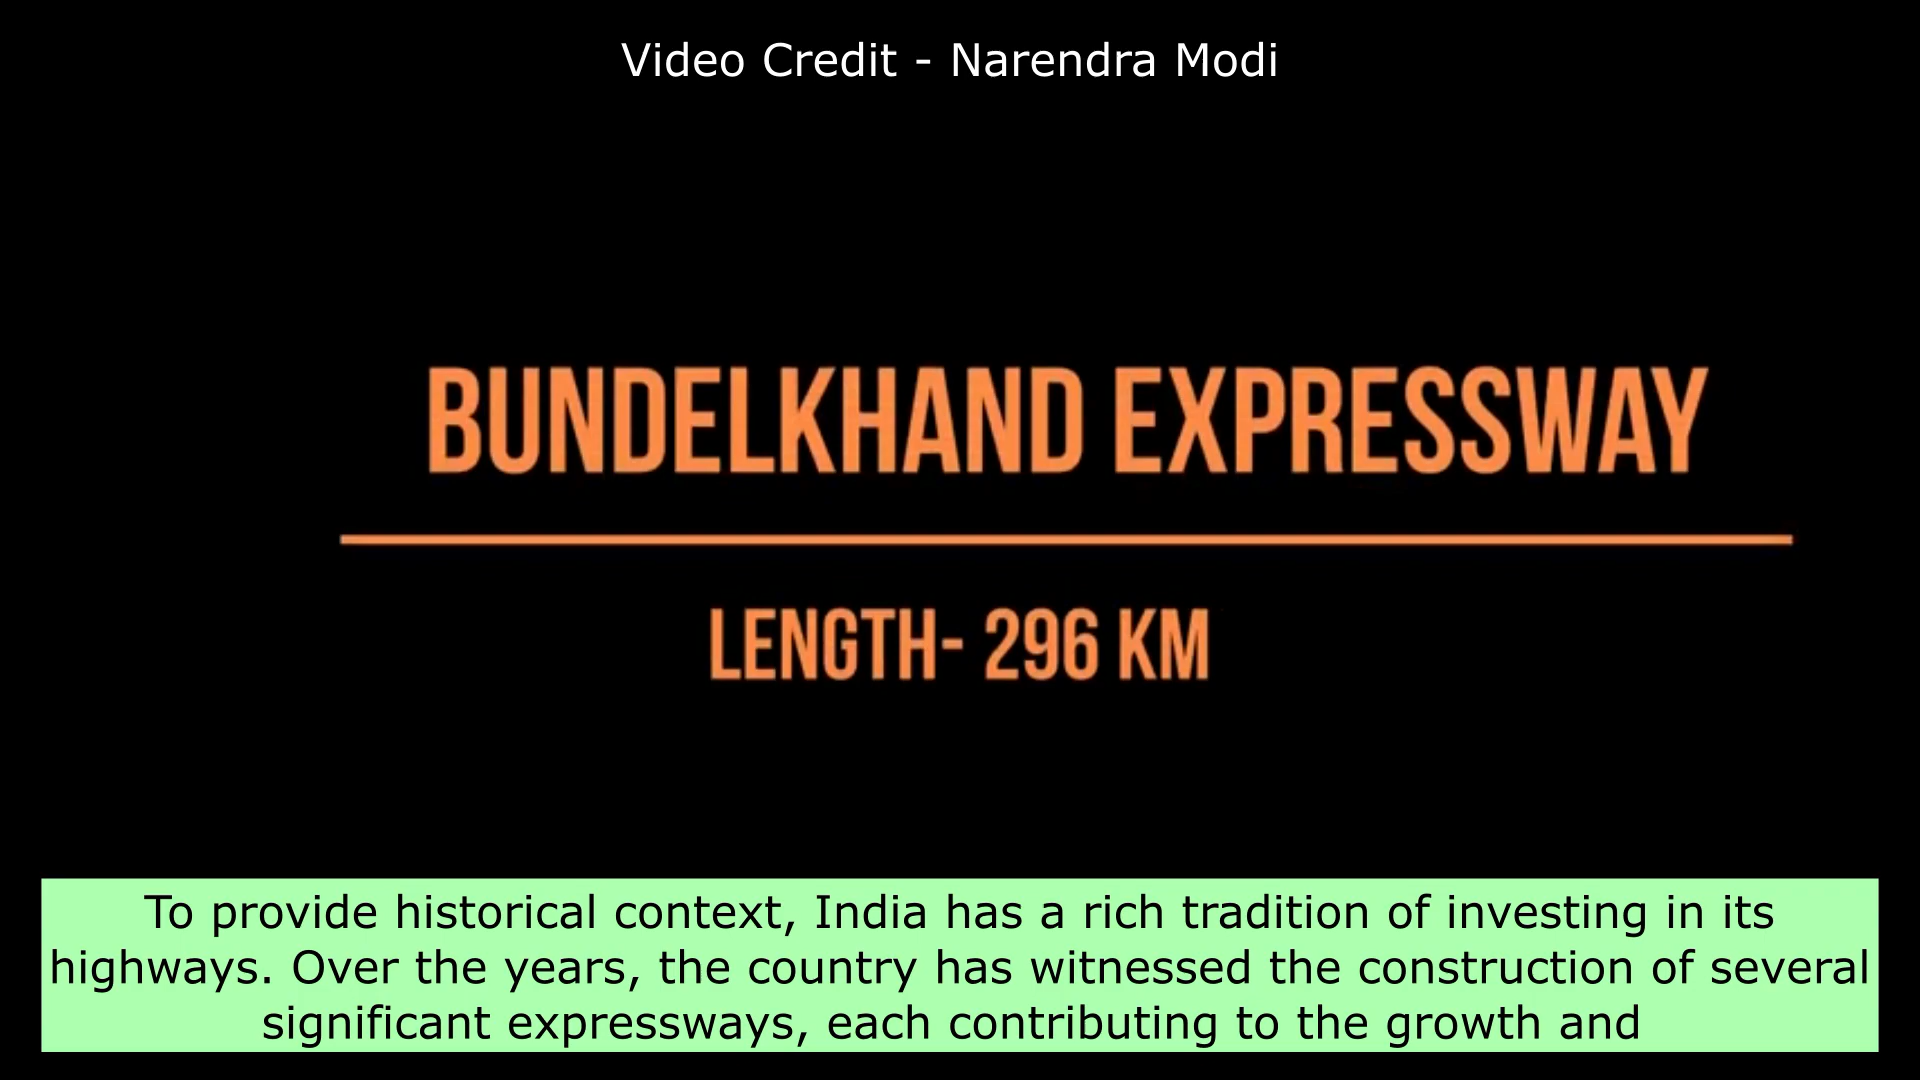 Video Credit - Narendra Modi
BUNDELKHAND EXPRESSWAY
LENGTH- 296 KM
To provide historical context, India has a rich tradition of investing in its
highways. Over the years, the country has witnessed the construction of several
significant expressways, each contributing to the growth and